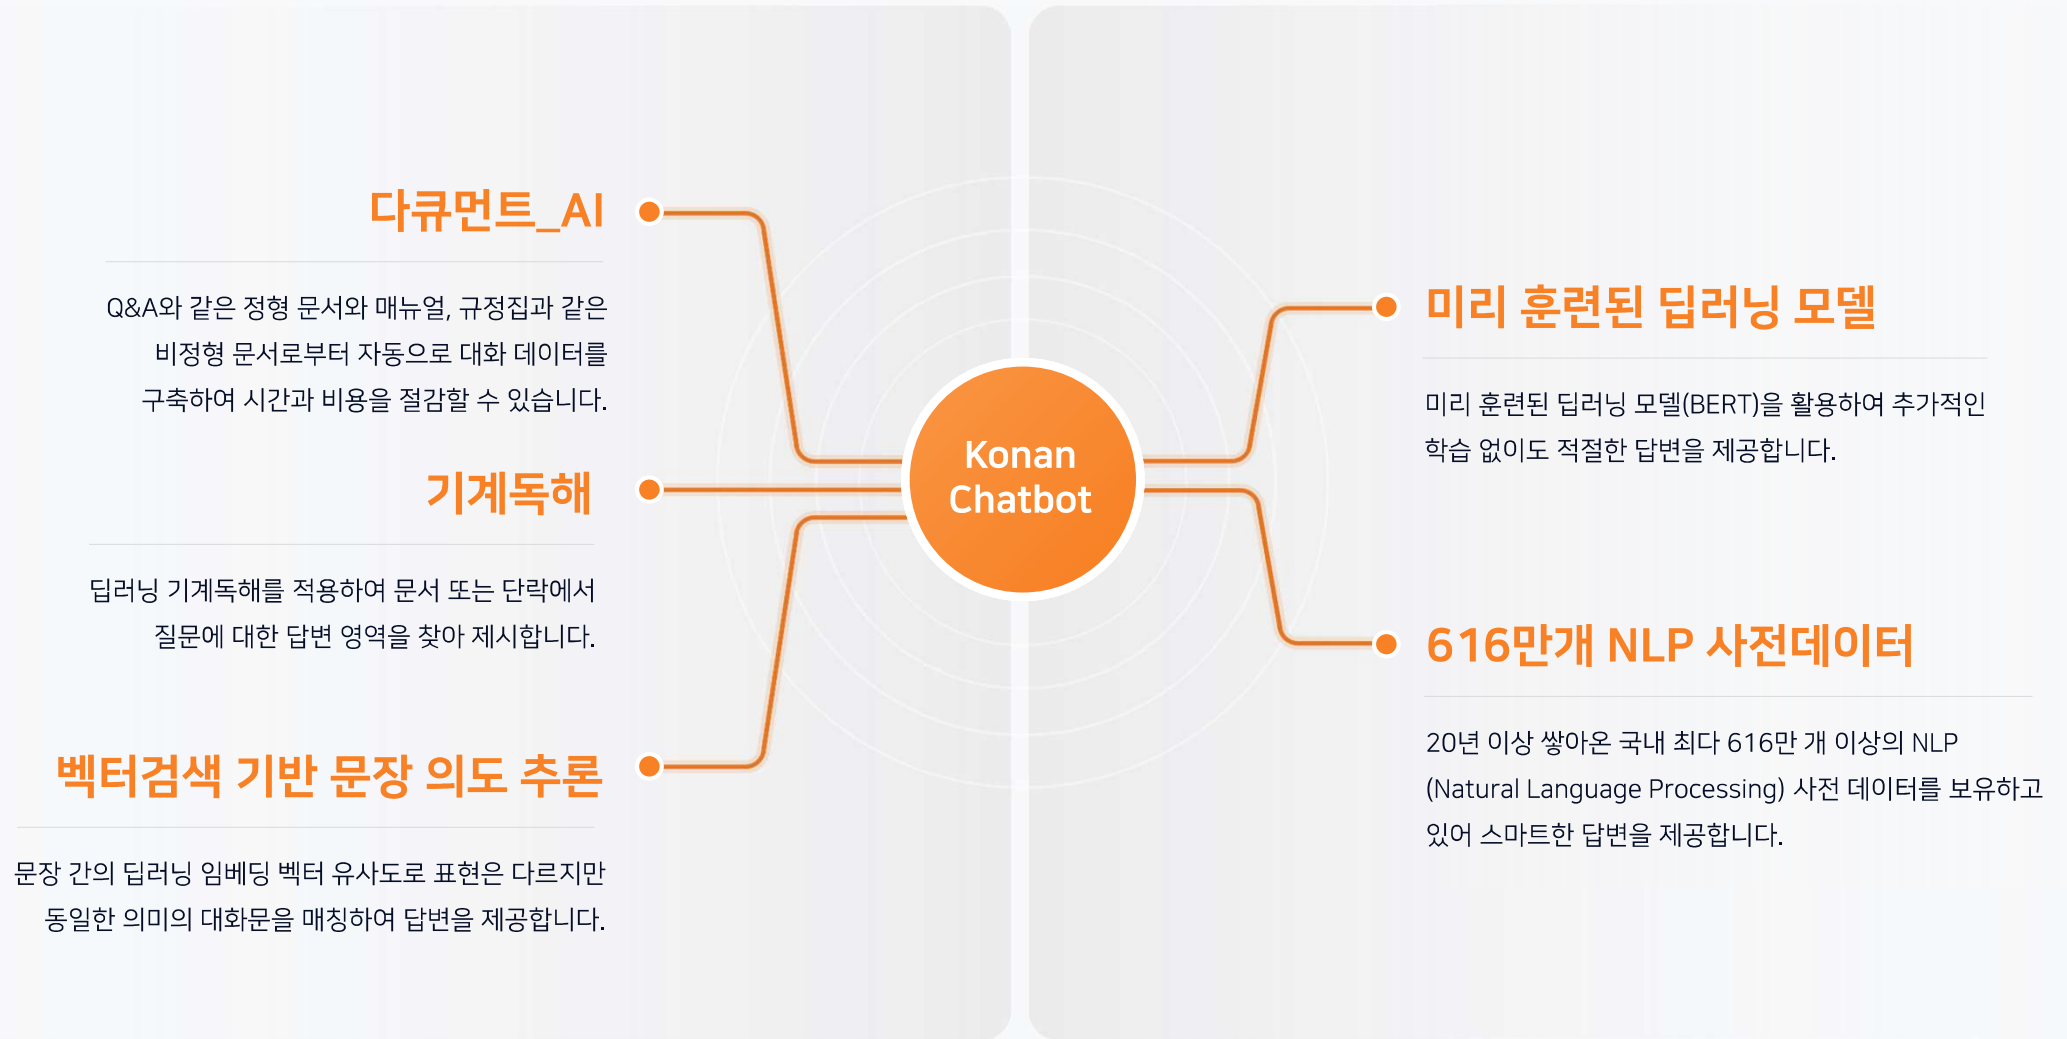 다큐먼트_AI
Q&A와 같은 정형 문서와 매뉴얼, 규정집과 같은
비정형 문서로부터 자동으로 대화 데이터를
구축하여 시간과 비용을 절감할 수 있습니다.
기계독해
딥러닝 기계독해를 적용하여 문서 또는 단락에서
질문에 대한 답변 영역을 찾아 제시합니다.
벡터검색 기반 문장 의도 추론
문장 간의 딥러닝 임베딩 벡터 유사도로 표현은 다르지만
동일한 의미의 대화문을 매칭하여 답변을 제공합니다.
Konan
Chatbot
미리 훈련된 딥러닝 모델
미리 훈련된 딥러닝 모델(BERT)을 활용하여 추가적인
학습 없이도 적절한 답변을 제공합니다.
616만개 NLP 사전데이터
20년 이상 쌓아온 국내 최다 616만 개 이상의 NLP
(Natural Language Processing) 사전 데이터를 보유하고
있어 스마트한 답변을 제공합니다.